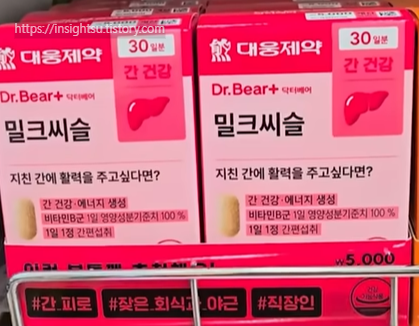 https://insightsu.tistory.com
대웅제약
30일분
간 건강
Dr.Bear+ 닥터베어
밀크씨슬
지친 간에 활력을 주고싶다면?
간 건강·에너지 생성
비타민B군 1일 영양성분기준치 100 %
1일 1정 간편섭취
Dr.Bear+
대웅제약
30일분
간 건강
Dr.Bear+ 닥터베어
밀크씨슬
지친 간에 활력을 주고싶다면?
간 건강·에너지 생성
비타민B군 1일 영양성분기준치 100 %
1일 1정 간편섭취
₩5,000
#간 피로
#잦은 회식과 야근
#직장인